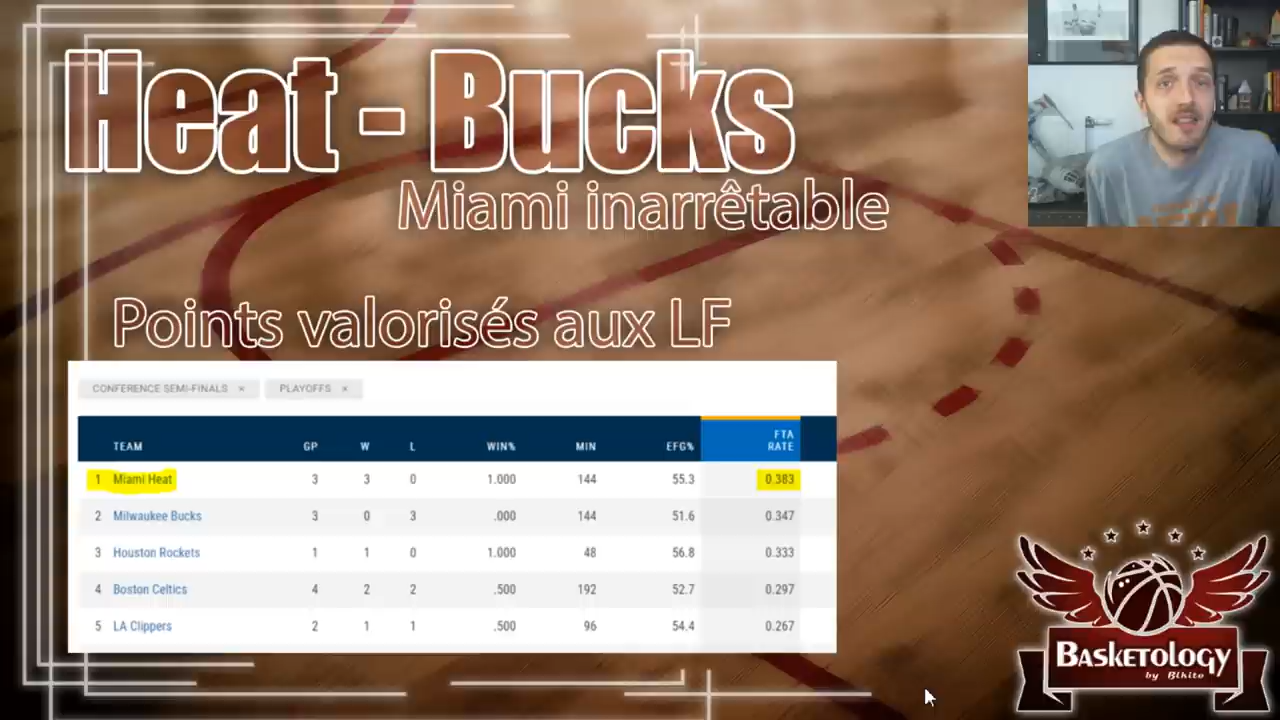 Heat - Bucks
Miami inarrêtable
Points valorisés aux LF
CONFERENCE SEMI-FINALS × PLAYOFFS ×
TEAM GP W L WIN% MIN EFG% FTA RATE
1 Miami Heat 3 3 0 1.000 144 55.3 0.383
2 Milwaukee Bucks 3 0 3 .000 144 51.6 0.347
3 Houston Rockets 1 1 0 1.000 48 56.8 0.333
4 Boston Celtics 4 2 2 .500 192 52.7 0.297
5 LA Clippers 2 1 1 .500 96 54.4 0.267
Basketology
by Blkito